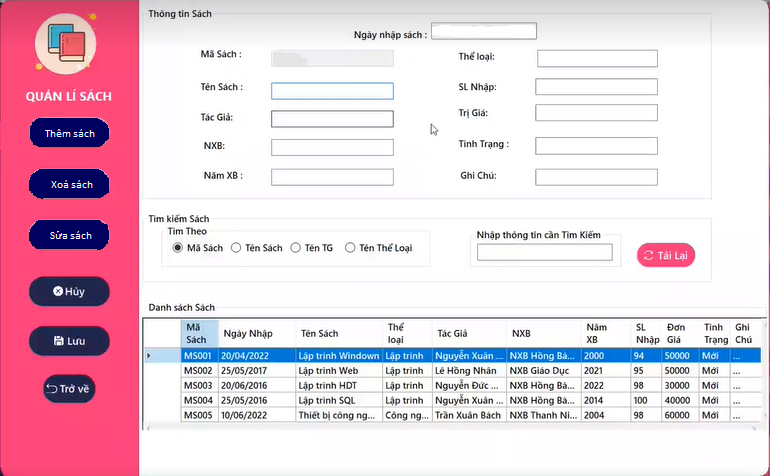 Thông tin Sách
Ngày nhập sách :
Mã Sách :
Thể loại:
Tên Sách :
SL Nhập:
Tác Giả:
Trị Giá:
NXB:
Tình Trạng :
Năm XB :
Ghi Chú:
QUẢN LÍ SÁCH
Thêm sách
Xoá sách
Sửa sách
Hủy
Lưu
Trở về
Tìm kiếm Sách
Tìm Theo
Mã Sách
Tên Sách
Tên TG
Tên Thể Loại
Nhập thông tin cần Tìm Kiếm
Tải Lại
Danh sách Sách
Mã Sách Ngày Nhập Tên Sách Thể loại Tác Giả NXB Năm XB SL Nhập Đơn Giá Tình Trạng Ghi Chú
MS001 20/04/2022 Lập trình Windown Lập trình Nguyễn Xuân ... NXB Hồng Bà... 2000 94 50000 Mới ...
MS002 25/05/2017 Lập trình Web Lập trình Lê Hồng Nhân NXB Giáo Dục 2021 95 50000 Mới ...
MS003 20/06/2016 Lập trình HDT Lập trình Nguyễn Đức ... NXB Hồng Bà... 2022 98 30000 Mới ...
MS004 25/05/2016 Lập trình SQL Lập trình Nguyễn Xuân ... NXB Hồng Bà... 2014 100 40000 Mới ...
MS005 10/06/2022 Thiết bị công ng... Công ng... Trần Xuân Bách NXB Thanh Ni... 2004 98 60000 Mới ...